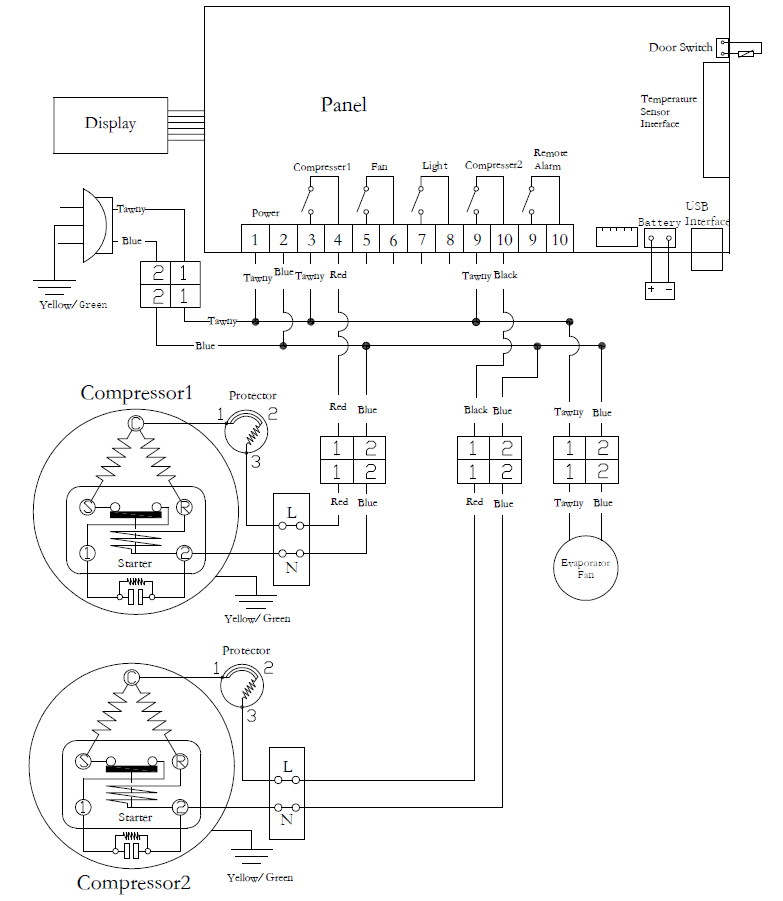 Door Switch
Panel
Temperature
Sensor
Interface
Display
Remote
Alarm
Compresser1
Fan
Light
Compresser2
USB
Interface
Battery
Power
1 2 3 4 5 6 7 8 9 10 9 10
Tawny
Blue
2 1
2 1
Yellow/Green
Tawny
Blue
Tawny
Red
Tawny
Black
+ −
Tawny
Blue
Compressor1
Protector
1 2
3
C
S R
1 2
Starter
L
N
Yellow/Green
Red
Blue
Black
Blue
Tawny
Blue
1 2
1 2
1 2
1 2
1 2
1 2
Red
Blue
Red
Blue
Tawny
Blue
Evaporator
Fan
Protector
1 2
3
C
S R
1 2
Starter
L
N
Yellow/Green
Compressor2